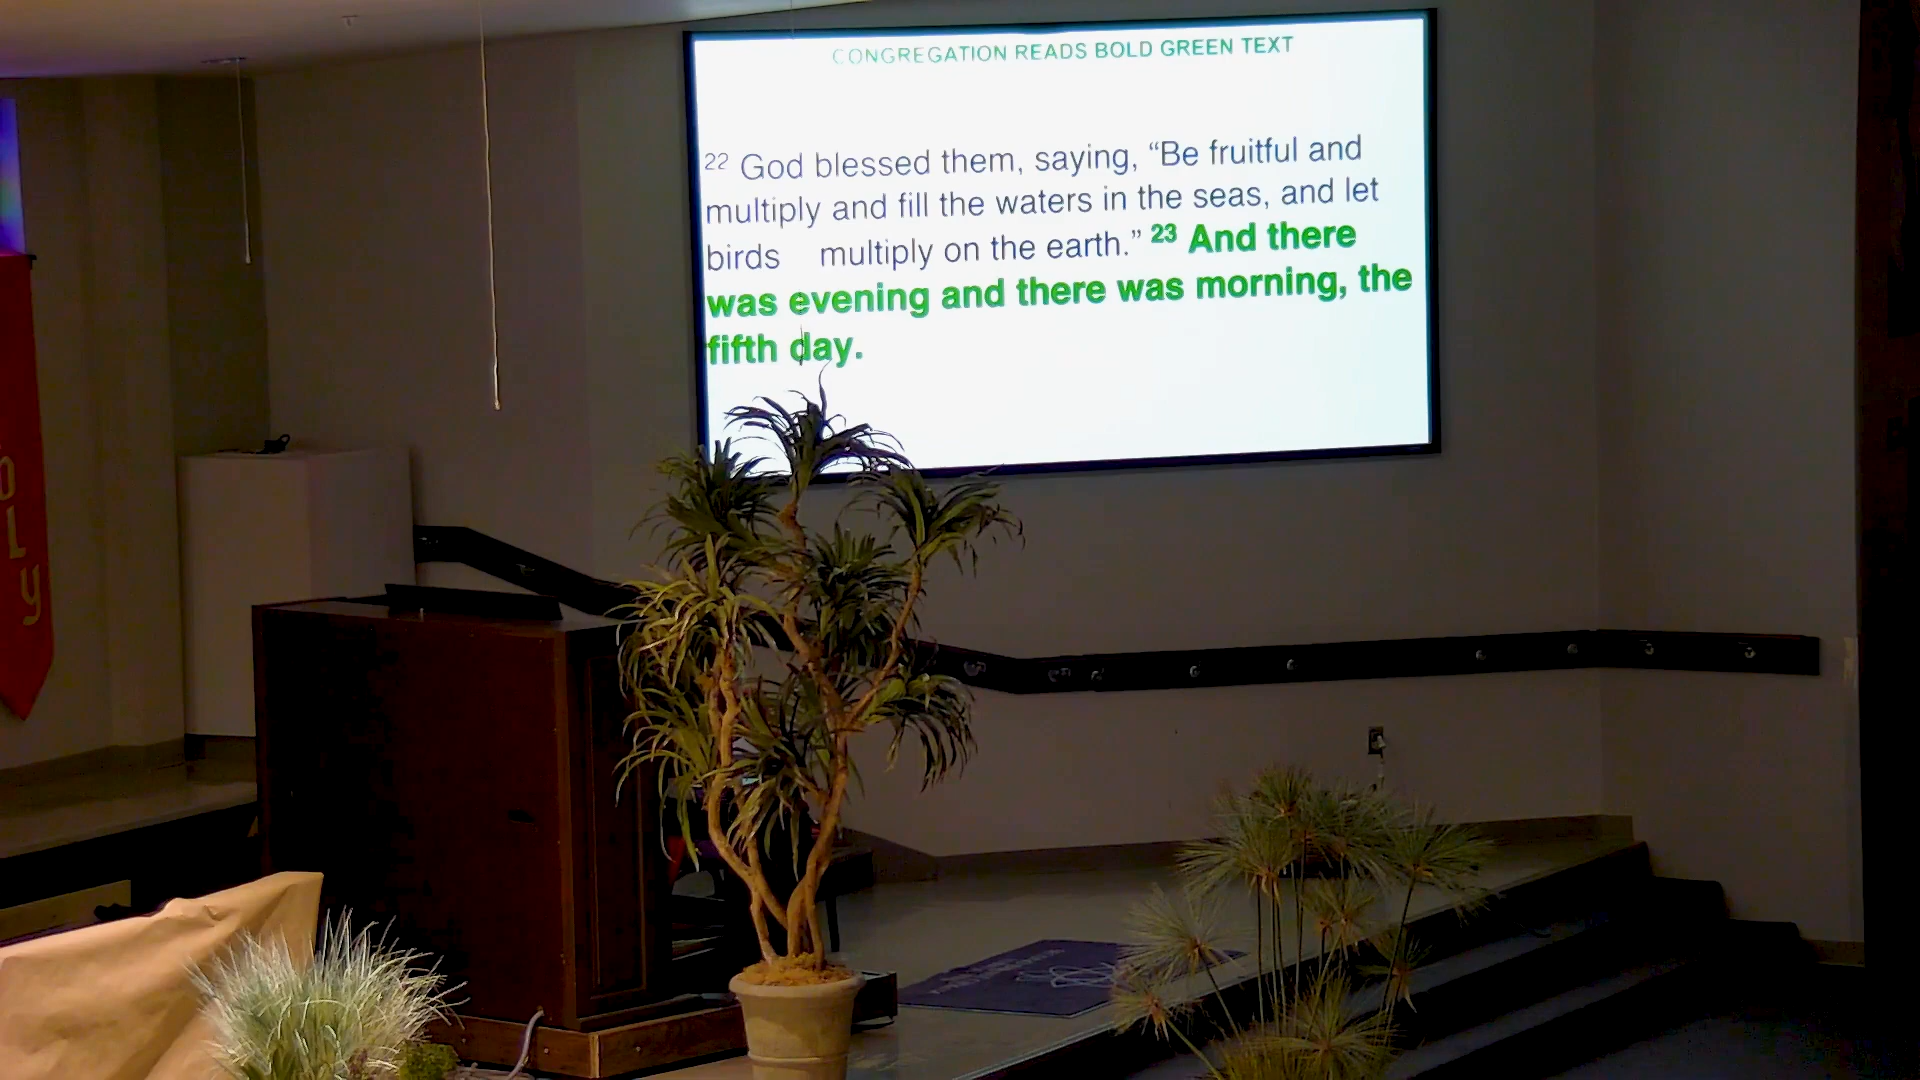 CONGREGATION READS BOLD GREEN TEXT
22 God blessed them, saying, “Be fruitful and
multiply and fill the waters in the seas, and let
birds multiply on the earth.” 23 And there
was evening and there was morning, the
fifth day.
oly